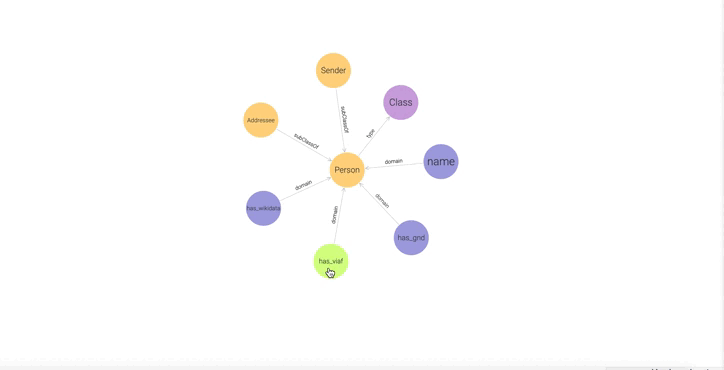 Sender
Class
subClassOf
Addressee
type
subClassOf
domain
name
Person
domain
domain
has_wikidata
domain
has_gnd
has_viaf